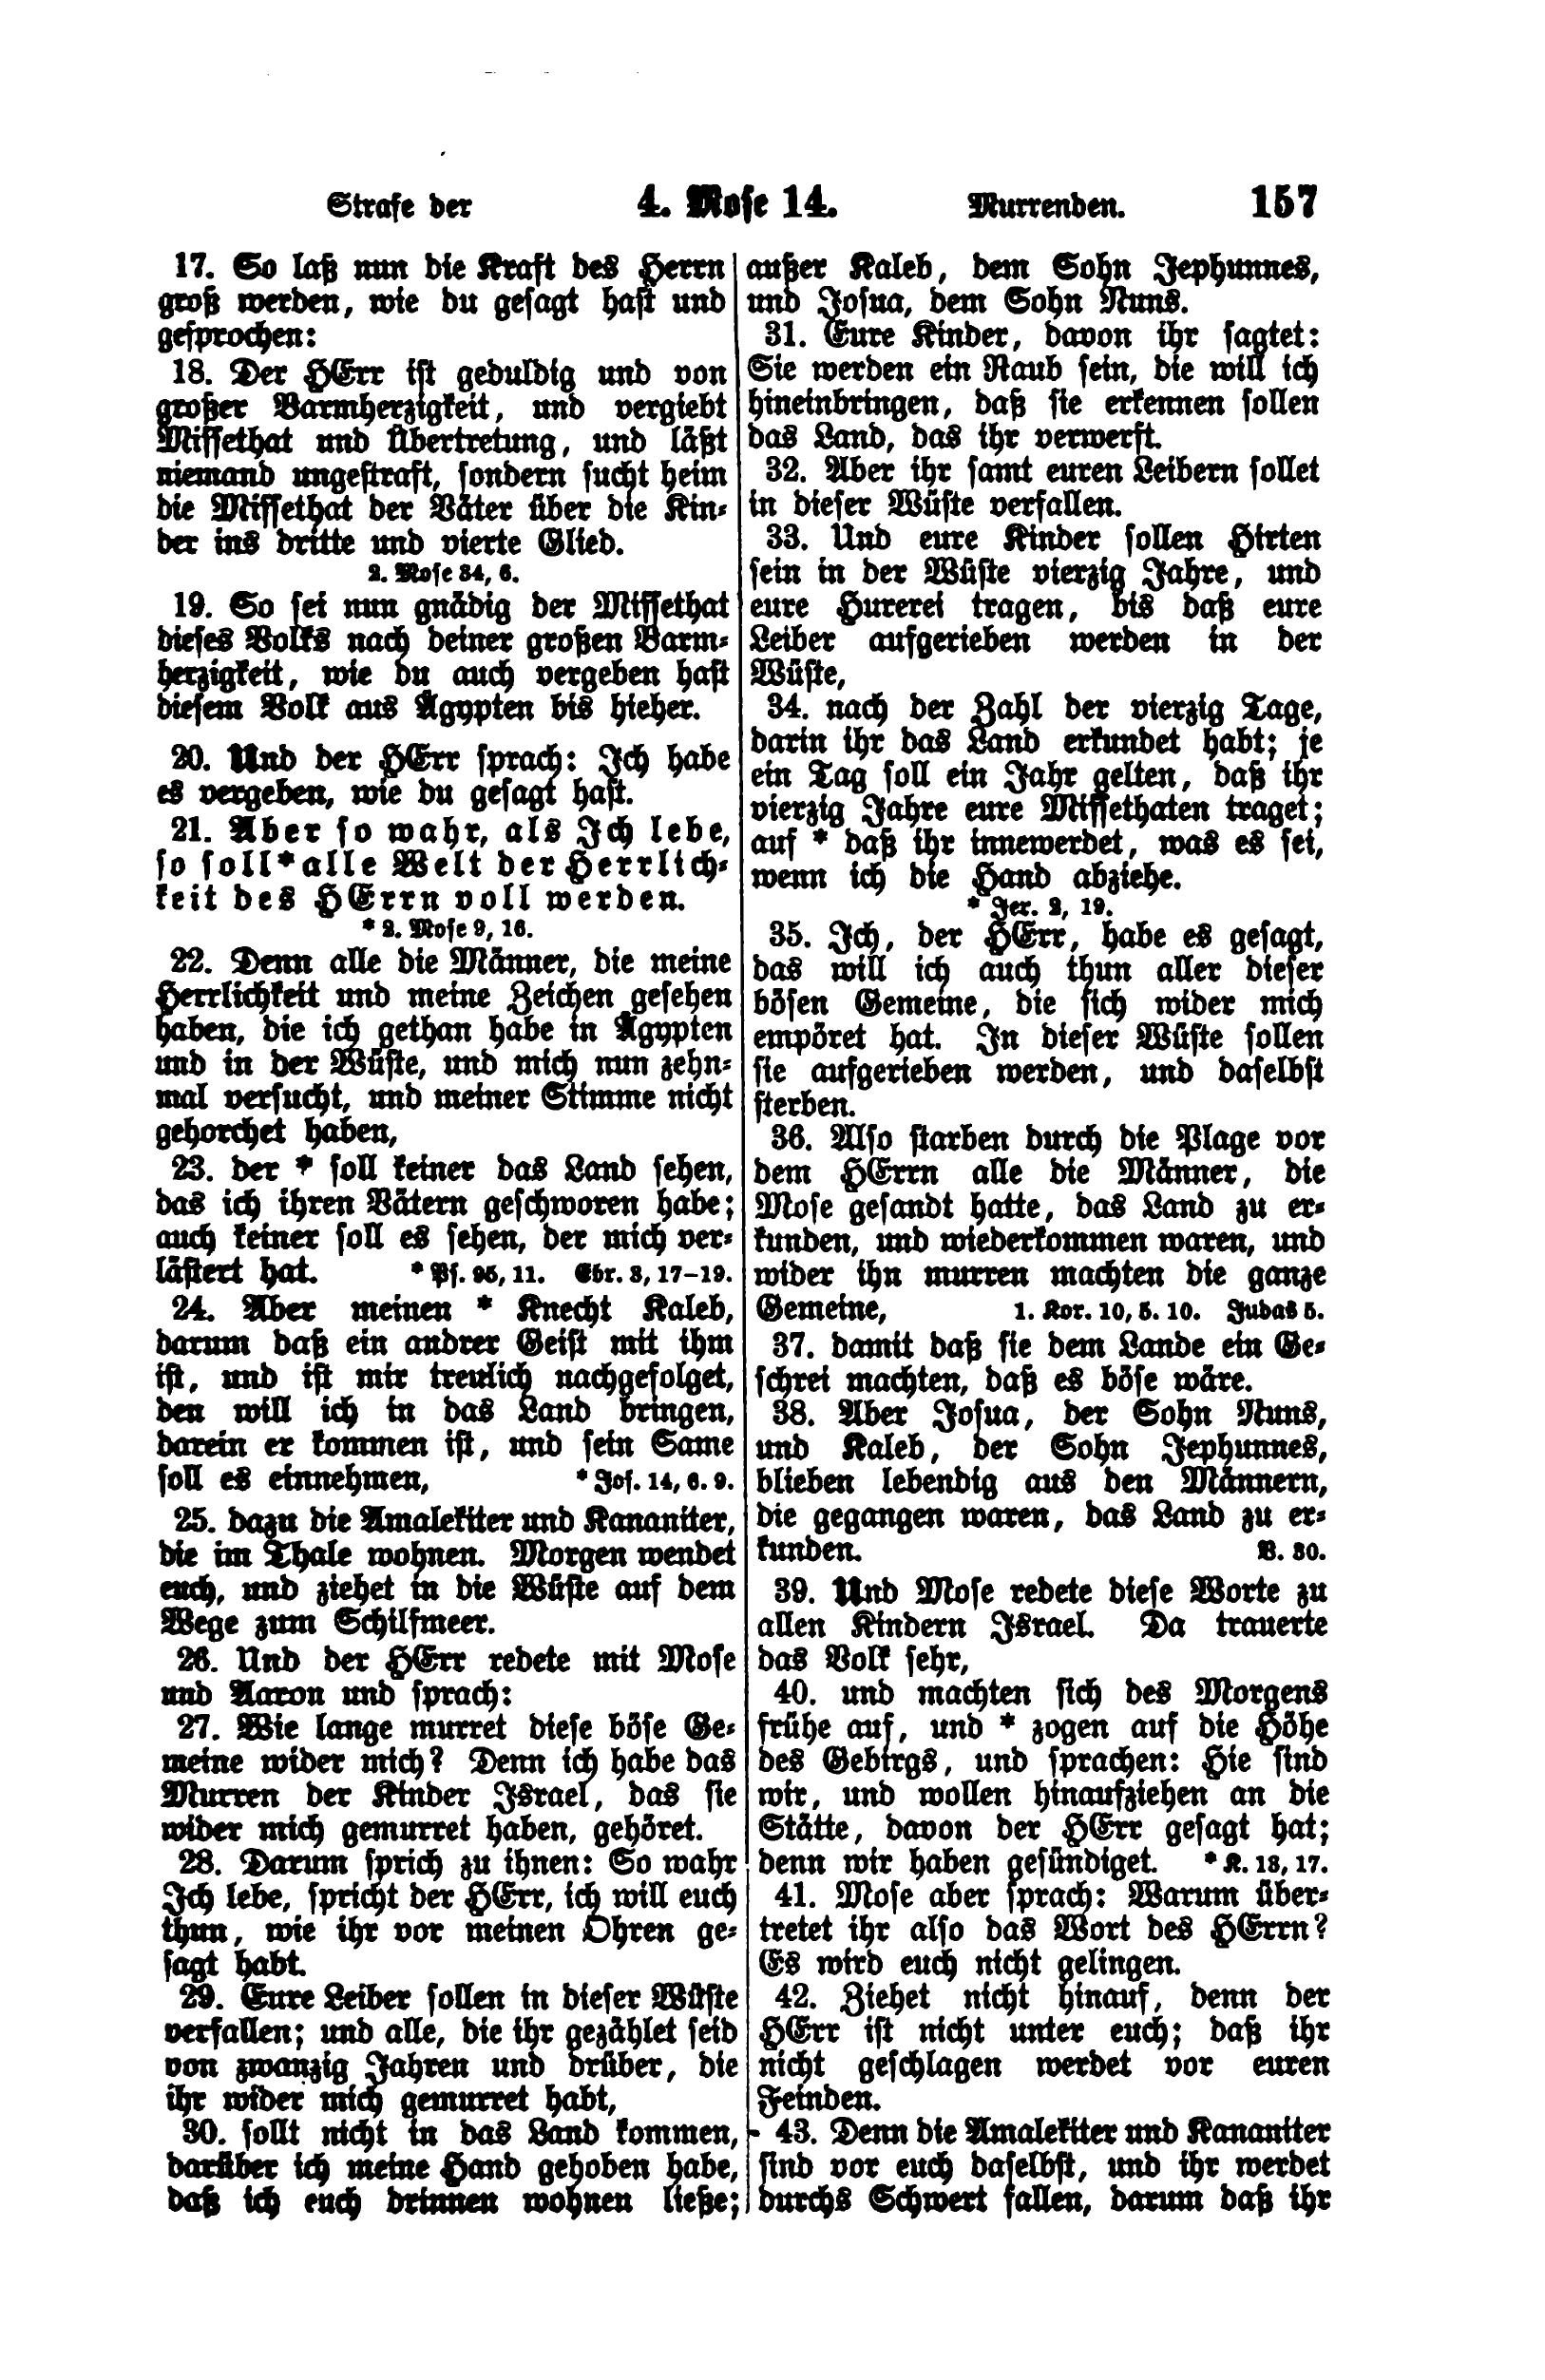 Strafe der 4. Mose 14. Murrenden. 157
17. So laß nun die Kraft des Herrn
groß werden, wie du gesagt hast und
gesprochen:
18. Der HErr ist geduldig und von
großer Barmherzigkeit, und vergiebt
Missethat und Übertretung, und läßt
niemand ungestraft, sondern sucht heim
die Missethat der Väter über die Kin-
der ins dritte und vierte Glied.
2. Mose 34, 6.
19. So sei nun gnädig der Missethat
dieses Volks nach deiner großen Barm-
herzigkeit, wie du auch vergeben hast
diesem Volk aus Ägypten bis hieher.
20. Und der HErr sprach: Ich habe
es vergeben, wie du gesagt hast.
21. Aber so wahr, als Ich lebe,
so soll * alle Welt der Herrlich-
keit des HErrn voll werden.
* 2. Mose 9, 16.
22. Denn alle die Männer, die meine
Herrlichkeit und meine Zeichen gesehen
haben, die ich gethan habe in Ägypten
und in der Wüste, und mich nun zehn-
mal versucht, und meiner Stimme nicht
gehorchet haben,
23. der * soll keiner das Land sehen,
das ich ihren Vätern geschworen habe;
auch keiner soll es sehen, der mich ver-
lästert hat. * Ps. 95, 11. Ebr. 3, 17–19.
24. Aber meinen * Knecht Kaleb,
darum daß ein andrer Geist mit ihm
ist, und ist mir treulich nachgefolget,
den will ich in das Land bringen,
darein er kommen ist, und sein Same
soll es einnehmen, * Jos. 14, 6. 9.
25. dazu die Amalekiter und Kananiter,
die im Thale wohnen. Morgen wendet
euch, und ziehet in die Wüste auf dem
Wege zum Schilfmeer.
26. Und der HErr redete mit Mose
und Aaron und sprach:
27. Wie lange murret diese böse Ge-
meine wider mich? Denn ich habe das
Murren der Kinder Israel, das sie
wider mich gemurret haben, gehöret.
28. Darum sprich zu ihnen: So wahr
Ich lebe, spricht der HErr, ich will euch
thun, wie ihr vor meinen Ohren ge-
sagt habt.
29. Eure Leiber sollen in dieser Wüste
verfallen; und alle, die ihr gezählet seid
von zwanzig Jahren und drüber, die
ihr wider mich gemurret habt,
30. sollt nicht in das Land kommen,
darüber ich meine Hand gehoben habe,
daß ich euch drinnen wohnen ließe;
außer Kaleb, dem Sohn Jephunnes,
und Josua, dem Sohn Nuns.
31. Eure Kinder, davon ihr sagtet:
Sie werden ein Raub sein, die will ich
hineinbringen, daß sie erkennen sollen
das Land, das ihr verwerft.
32. Aber ihr samt euren Leibern sollet
in dieser Wüste verfallen.
33. Und eure Kinder sollen Hirten
sein in der Wüste vierzig Jahre, und
eure Hurerei tragen, bis daß eure
Leiber aufgerieben werden in der
Wüste,
34. nach der Zahl der vierzig Tage,
darin ihr das Land erkundet habt; je
ein Tag soll ein Jahr gelten, daß ihr
vierzig Jahre eure Missethaten traget;
auf * daß ihr innewerdet, was es sei,
wenn ich die Hand abziehe.
* Jer. 2, 19.
35. Ich, der HErr, habe es gesagt,
das will ich auch thun aller dieser
bösen Gemeine, die sich wider mich
empöret hat. In dieser Wüste sollen
sie aufgerieben werden, und daselbst
sterben.
36. Also starben durch die Plage vor
dem HErrn alle die Männer, die
Mose gesandt hatte, das Land zu er-
kunden, und wiederkommen waren, und
wider ihn murren machten die ganze
Gemeine, 1. Kor. 10, 5. 10. Judas 5.
37. damit daß sie dem Lande ein Ge-
schrei machten, daß es böse wäre.
38. Aber Josua, der Sohn Nuns,
und Kaleb, der Sohn Jephunnes,
blieben lebendig aus den Männern,
die gegangen waren, das Land zu er-
kunden. V. 30.
39. Und Mose redete diese Worte zu
allen Kindern Israel. Da trauerte
das Volk sehr,
40. und machten sich des Morgens
frühe auf, und * zogen auf die Höhe
des Gebirgs, und sprachen: Hie sind
wir, und wollen hinaufziehen an die
Stätte, davon der HErr gesagt hat;
denn wir haben gesündiget. * K. 13, 17.
41. Mose aber sprach: Warum über-
tretet ihr also das Wort des HErrn?
Es wird euch nicht gelingen.
42. Ziehet nicht hinauf, denn der
HErr ist nicht unter euch; daß ihr
nicht geschlagen werdet vor euren
Feinden.
43. Denn die Amalekiter und Kananiter
sind vor euch daselbst, und ihr werdet
durchs Schwert fallen, darum daß ihr